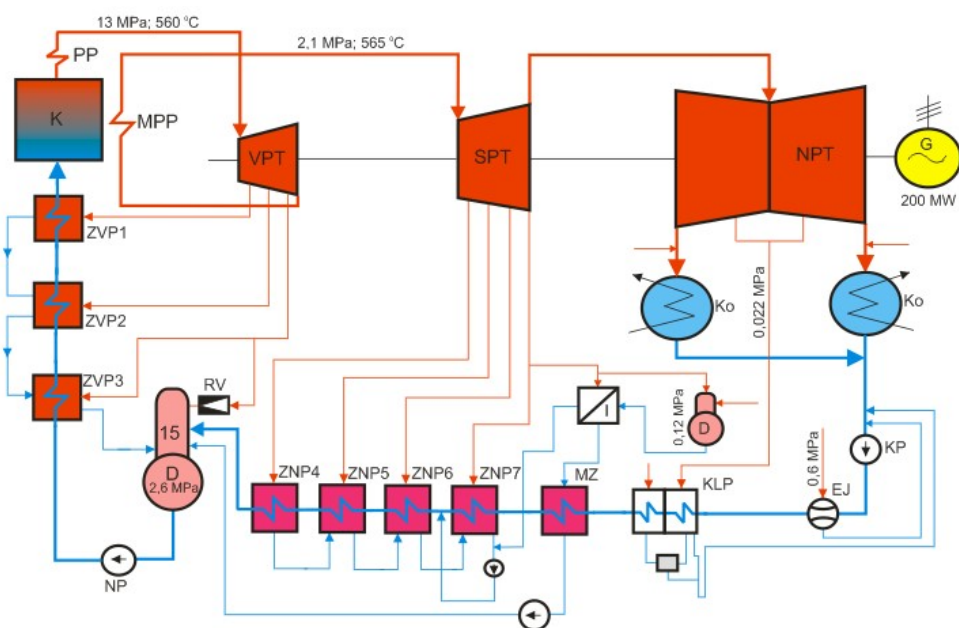 13 MPa; 560 °C
2,1 MPa; 565 °C
PP
K
MPP
VPT
SPT
NPT
G
200 MW
ZVP1
ZVP2
ZVP3
Ko
Ko
0,022 MPa
RV
15
D
2,6 MPa
I
0,12 MPa
D
KP
ZNP4
ZNP5
ZNP6
ZNP7
MZ
KLP
0,6 MPa
EJ
NP